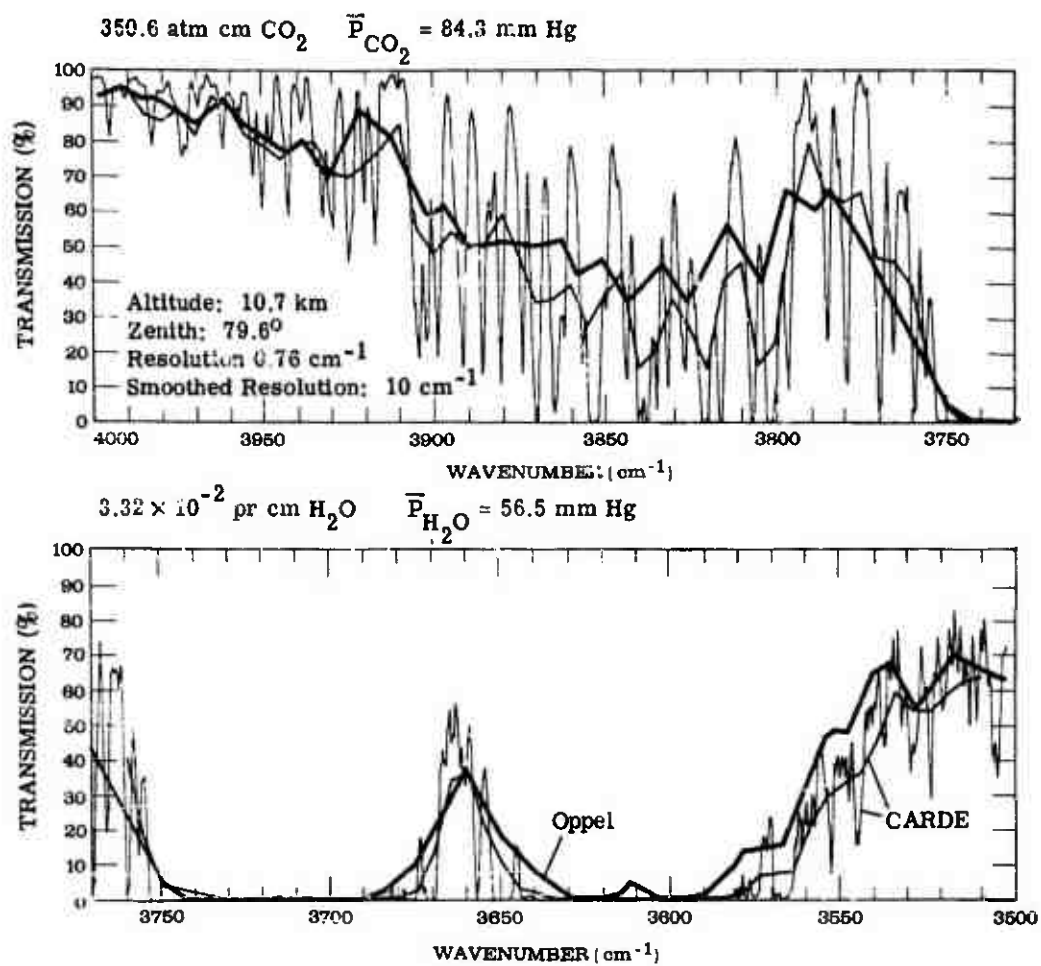 350.6 atm cm CO2 P̅CO2 = 84.3 mm Hg
100
90
80
70
60
50
40
30
20
10
0
TRANSMISSION (%)
Altitude: 10.7 km
Zenith: 79.6°
Resolution 0.76 cm-1
Smoothed Resolution: 10 cm-1
4000 3950 3900 3850 3800 3750
WAVENUMBER (cm-1)
3.32 × 10-2 pr cm H2O P̅H2O = 56.5 mm Hg
100
90
80
70
60
50
40
30
20
10
0
TRANSMISSION (%)
Oppel
CARDE
3750 3700 3650 3600 3550 3500
WAVENUMBER (cm-1)